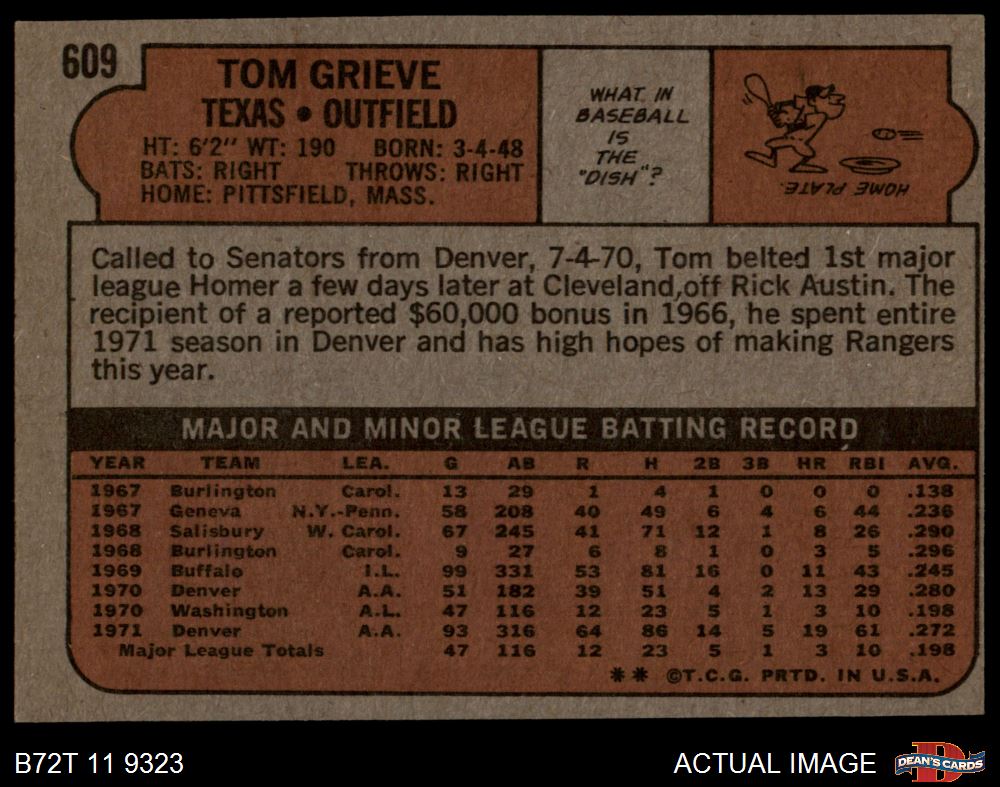 609
TOM GRIEVE
TEXAS • OUTFIELD
HT: 6'2" WT: 190 BORN: 3-4-48
BATS: RIGHT THROWS: RIGHT
HOME: PITTSFIELD, MASS.
WHAT IN
BASEBALL
IS
THE
"DISH"?
HOME PLATE.
Called to Senators from Denver, 7-4-70, Tom belted 1st major
league Homer a few days later at Cleveland,off Rick Austin. The
recipient of a reported $60,000 bonus in 1966, he spent entire
1971 season in Denver and has high hopes of making Rangers
this year.
MAJOR AND MINOR LEAGUE BATTING RECORD
YEAR TEAM LEA. G AB R H 2B 3B HR RBI AVG.
1967 Burlington Carol. 13 29 1 4 1 0 0 0 .138
1967 Geneva N.Y.-Penn. 58 208 40 49 6 4 6 44 .236
1968 Salisbury W. Carol. 67 245 41 71 12 1 8 26 .290
1968 Burlington Carol. 9 27 6 8 1 0 3 5 .296
1969 Buffalo I.L. 99 331 53 81 16 0 11 43 .245
1970 Denver A.A. 51 182 39 51 4 2 13 29 .280
1970 Washington A.L. 47 116 12 23 5 1 3 10 .198
1971 Denver A.A. 93 316 64 86 14 5 19 61 .272
Major League Totals 47 116 12 23 5 1 3 10 .198
** ©T.C.G. PRTD. IN U.S.A.
B72T 11 9323
ACTUAL IMAGE
DEAN'S CARDS